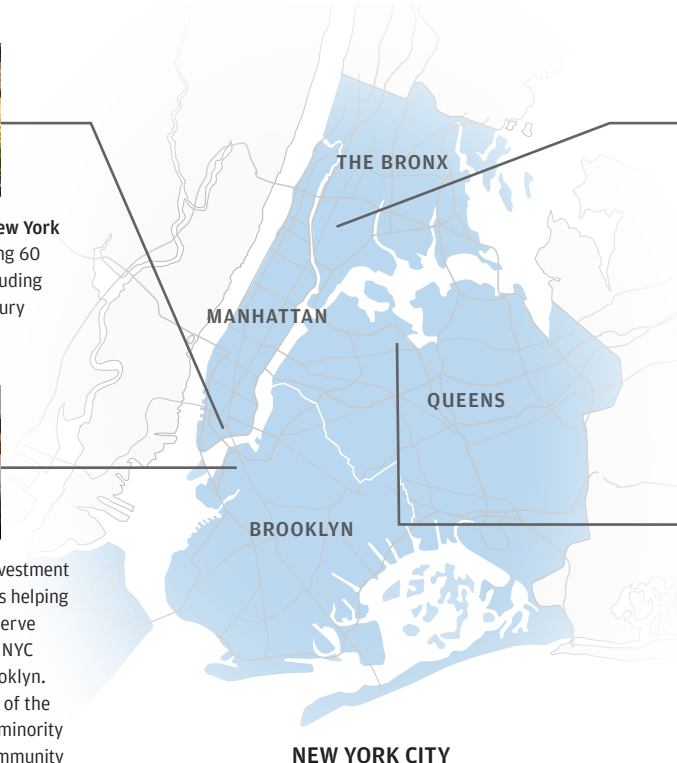 ew York
ng 60
uding
ury
vestment
s helping
erve
NYC
oklyn.
of the
minority
mmunity
THE BRONX
MANHATTAN
QUEENS
BROOKLYN
NEW YORK CITY